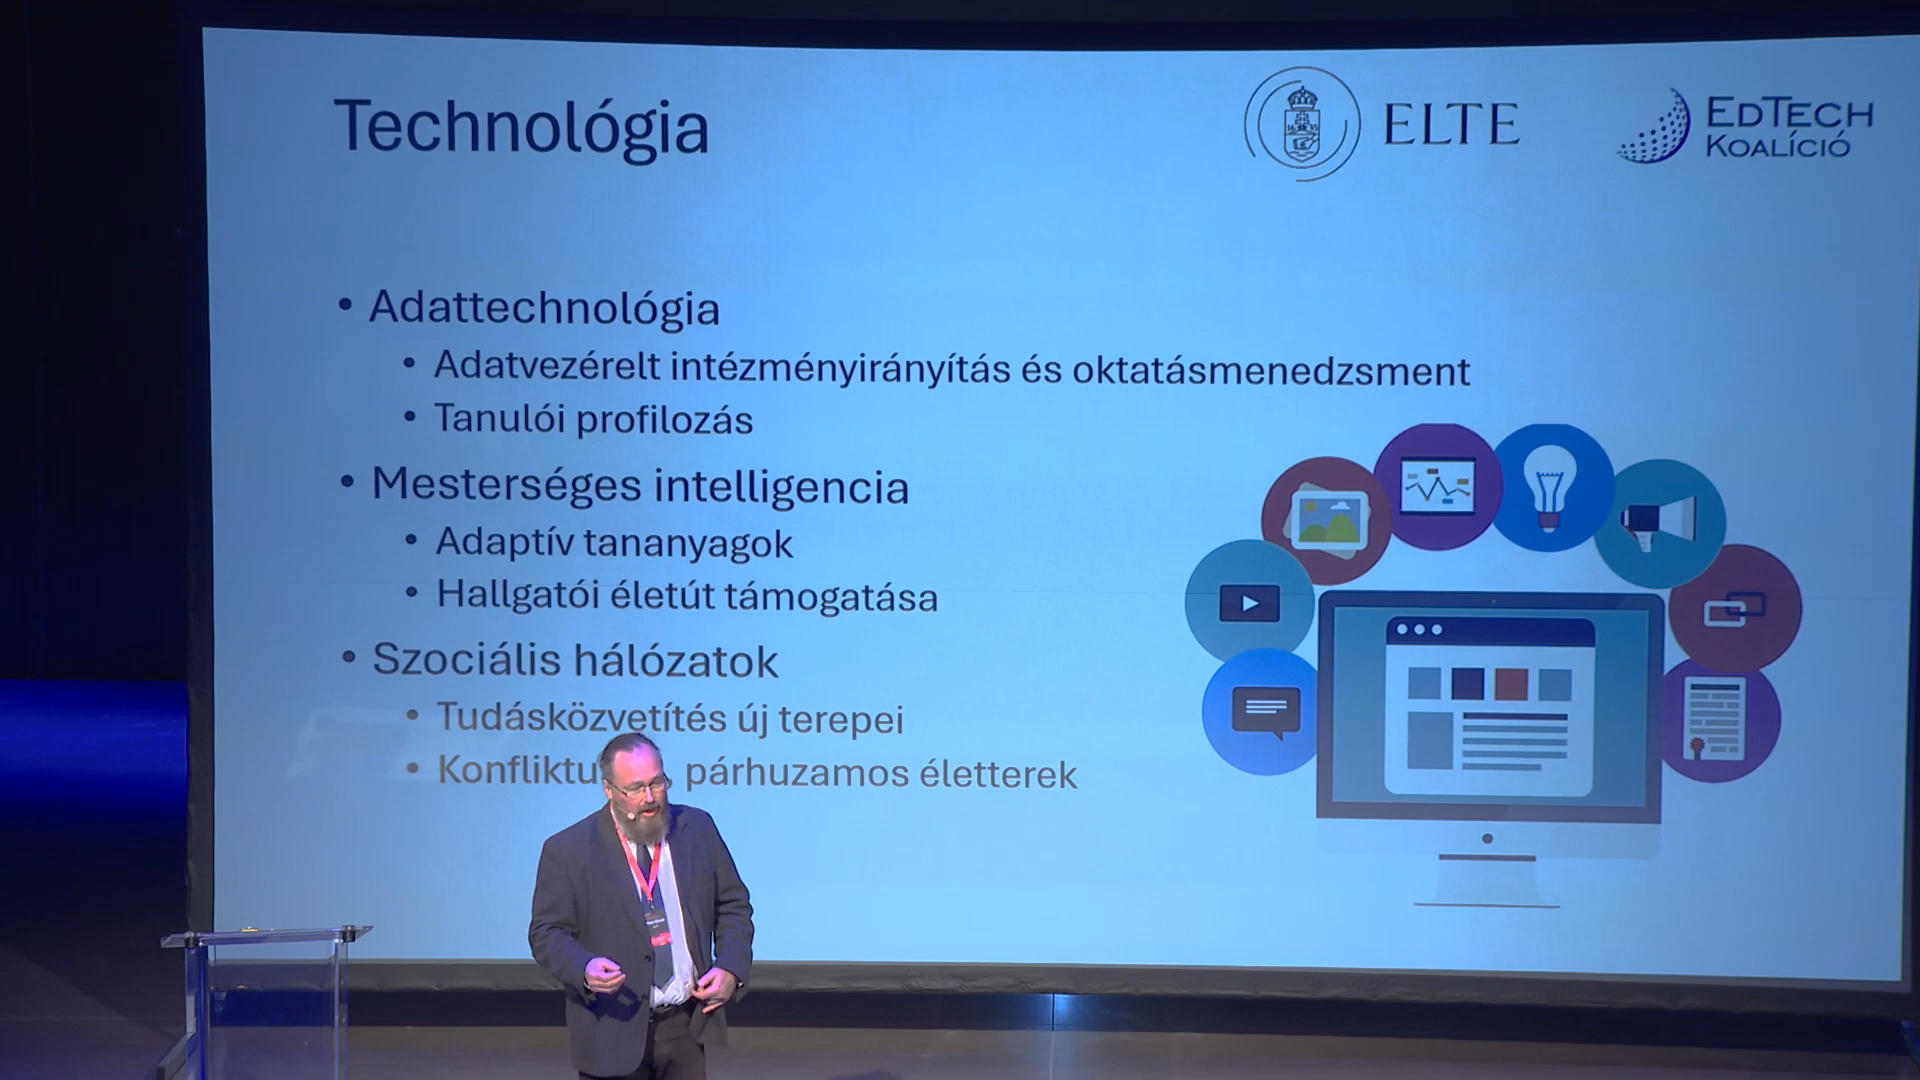 Technológia
ELTE
EDTECH
KOALÍCIÓ
• Adattechnológia
• Adatvezérelt intézményirányítás és oktatásmenedzsment
• Tanulói profilozás
• Mesterséges intelligencia
• Adaptív tananyagok
• Hallgatói életút támogatása
• Szociális hálózatok
• Tudásközvetítés új terepei
• párhuzamos életterek